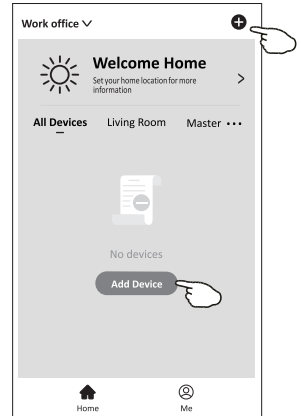 Work office
Welcome Home
Set your home location for more
information
All Devices Living Room Master
No devices
Add Device
Home Me